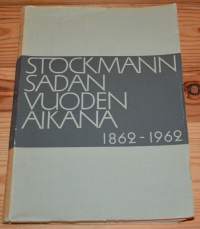 STOCKMANN
SADAN
VUODEN
AIKANA
1862-1962